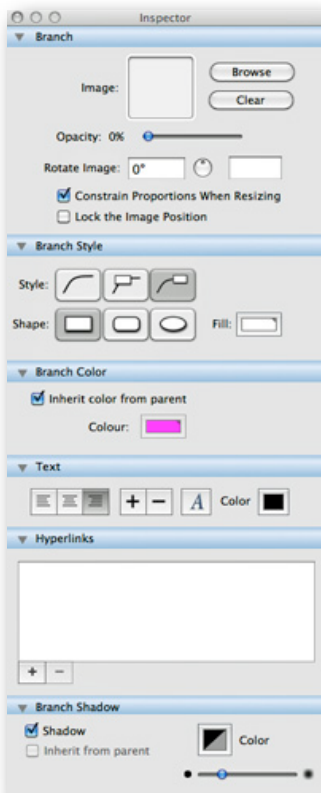 Inspector
Branch
Image:
Browse
Clear
Opacity: 0%
Rotate Image: 0°
Constrain Proportions When Resizing
Lock the Image Position
Branch Style
Style:
Shape:
Fill:
Branch Color
Inherit color from parent
Colour:
Text
+ − A Color
Hyperlinks
+ −
Branch Shadow
Shadow
Color
Inherit from parent